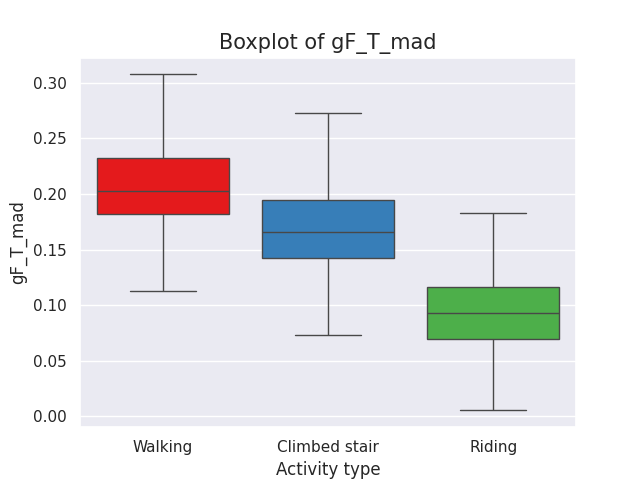 Boxplot of gF_T_mad
0.30
0.25
0.20
0.15
0.10
0.05
0.00
gF_T_mad
Walking
Climbed stair
Riding
Activity type